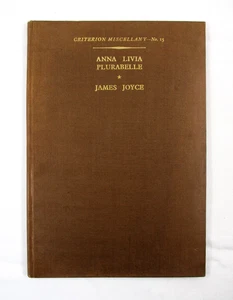 CRITERION MISCELLANY—No. 15
ANNA LIVIA
PLURABELLE
*
JAMES JOYCE